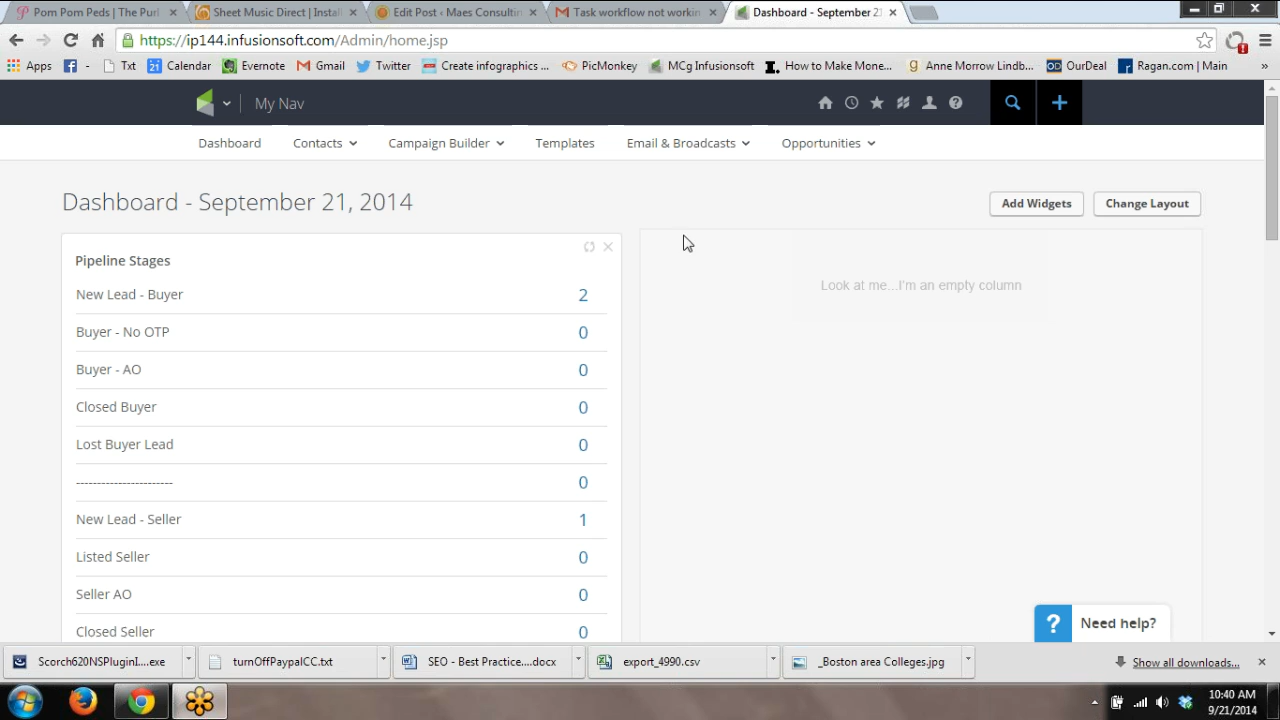 Pom Pom Peds | The Purl
Sheet Music Direct | Install
Edit Post ‹ Maes Consultin
Task workflow not workin
Dashboard - September 21
https://ip144.infusionsoft.com/Admin/home.jsp
Apps
-
Txt
Calendar
Evernote
Gmail
Twitter
Create infographics...
PicMonkey
MCg Infusionsoft
How to Make Mone...
Anne Morrow Lindb...
OurDeal
Ragan.com | Main
»
My Nav
Dashboard
Contacts
Campaign Builder
Templates
Email & Broadcasts
Opportunities
Dashboard - September 21, 2014
Add Widgets
Change Layout
Pipeline Stages
Look at me...I'm an empty column
New Lead - Buyer 2
Buyer - No OTP 0
Buyer - AO 0
Closed Buyer 0
Lost Buyer Lead 0
----------------------- 0
New Lead - Seller 1
Listed Seller 0
Seller AO 0
Closed Seller 0
? Need help?
Scorch620NSPluginI....exe
turnOffPaypalCC.txt
SEO - Best Practice....docx
export_4990.csv
_Boston area Colleges.jpg
Show all downloads...
10:40 AM
9/21/2014